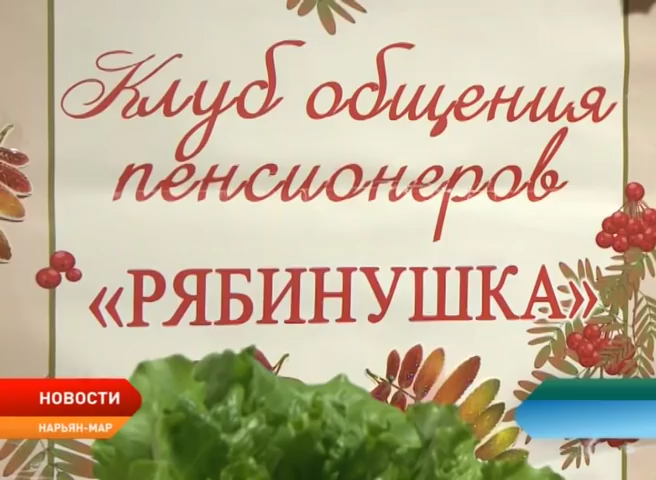 Клуб общения
пенсионеров
«РЯБИНУШКА»
НОВОСТИ
НАРЬЯН-МАР